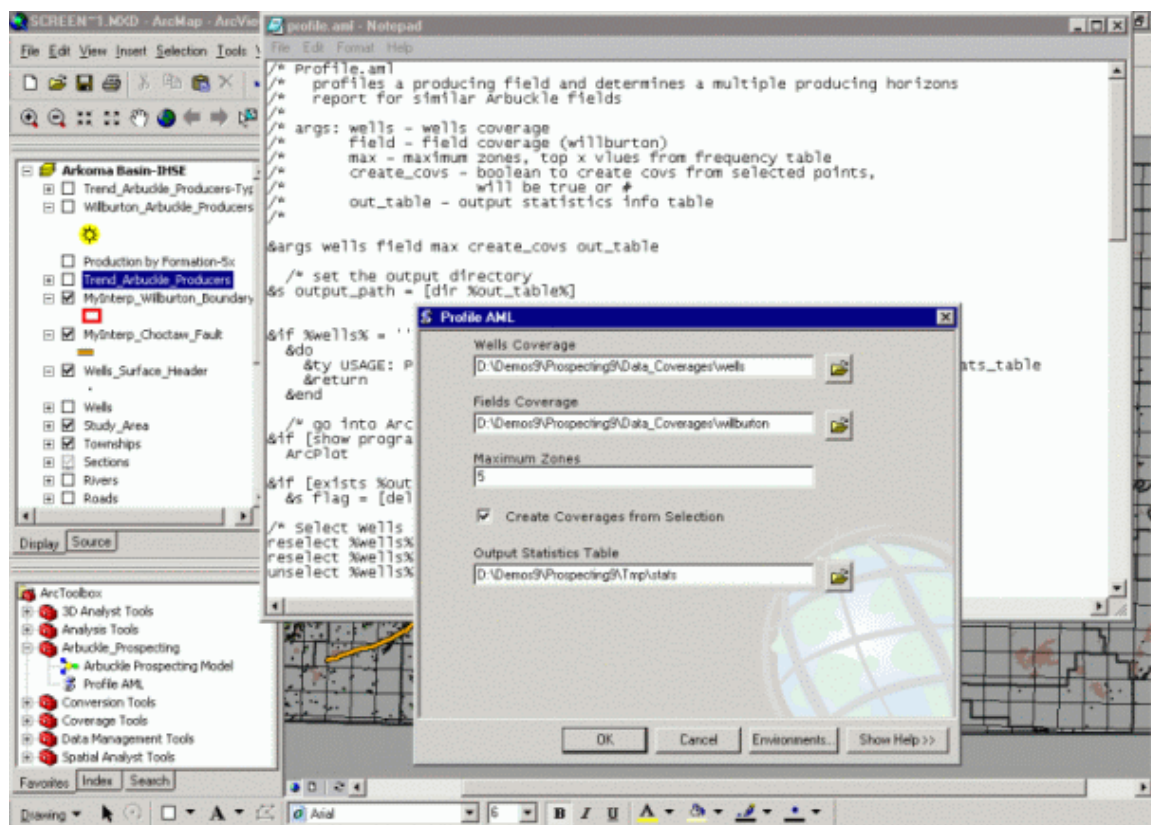 SCREEN~1.MXD - ArcMap - ArcVie
File Edit View Insert Selection Tools
Arkoma Basin-IHSE
Trend_Arbuckle_Producers-Typ
Wilburton_Arbuckle_Producers
Production by Formation-5x
Trend_Arbuckle_Producers
MyInterp_Wilburton_Boundary
MyInterp_Choctaw_Fault
Wells_Surface_Header
Wells
Study_Area
Townships
Sections
Rivers
Roads
Display Source
ArcToolbox
3D Analyst Tools
Analysis Tools
Arbuckle_Prospecting
Arbuckle Prospecting Model
Profile AML
Conversion Tools
Coverage Tools
Data Management Tools
Spatial Analyst Tools
Favorites Index Search
Drawing
Arial 6 B I U A
profile.aml - Notepad
File Edit Format Help
/* Profile.aml
/* profiles a producing field and determines a multiple producing horizons
/* report for similar Arbuckle fields
/*
/* args: wells - wells coverage
/* field - field coverage (willburton)
/* max - maximum zones, top x vlues from frequency table
/* create_covs - boolean to create covs from selected points,
/* will be true or #
/* out_table - output statistics info table
/*
&args wells field max create_covs out_table
/* set the output directory
&s output_path = [dir %out_table%]
&if %wells% = ''
&do
&ty USAGE: P ats_table
&return
&end
/* go into Arc
&if [show progra
ArcPlot
&if [exists %out
&s flag = [del
/* Select wells
reselect %wells%
reselect %wells%
unselect %wells%
Profile AML
Wells Coverage
D:\Demos9\Prospecting9\Data_Coverages\wells
Fields Coverage
D:\Demos9\Prospecting9\Data_Coverages\willburton
Maximum Zones
5
Create Coverages from Selection
Output Statistics Table
D:\Demos9\Prospecting9\Tmp\stats
OK Cancel Environments... Show Help >>